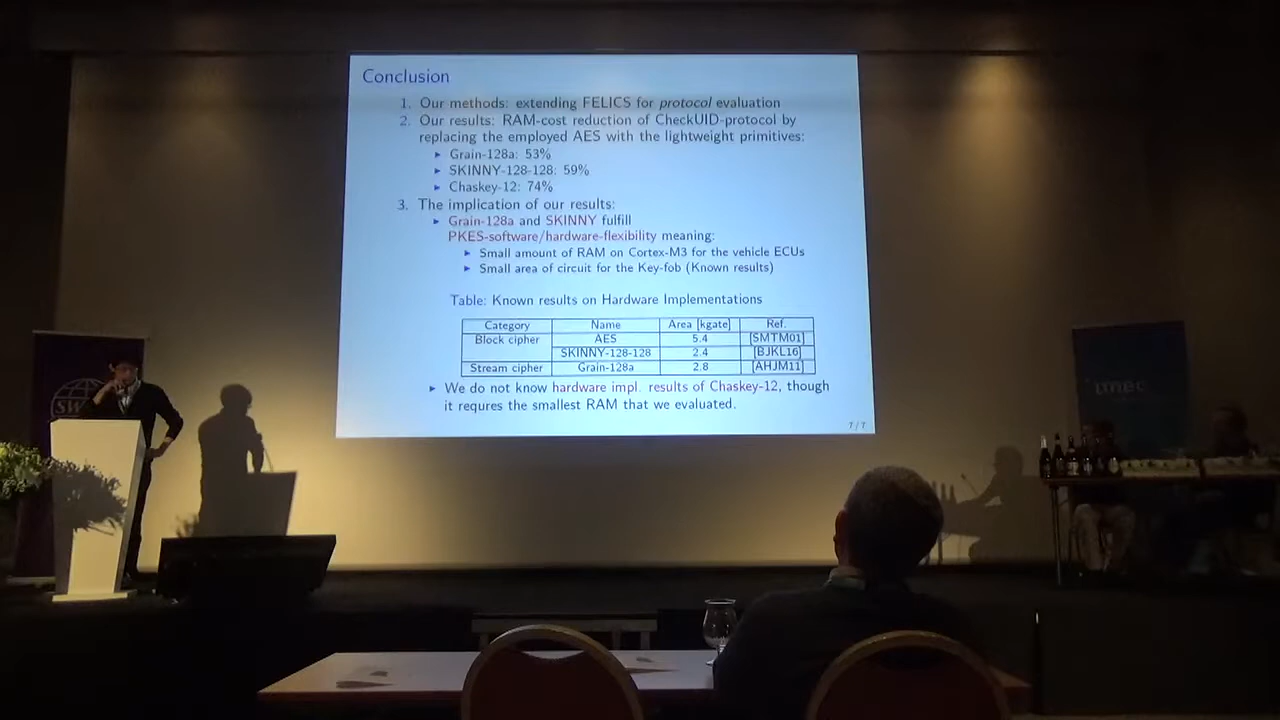 Conclusion
1. Our methods: extending FELICS for protocol evaluation
2. Our results: RAM-cost reduction of CheckUID-protocol by
replacing the employed AES with the lightweight primitives:
Grain-128a: 53%
SKINNY-128-128: 59%
Chaskey-12: 74%
3. The implication of our results:
Grain-128a and SKINNY fulfill
PKES-software/hardware-flexibility meaning:
Small amount of RAM on Cortex-M3 for the vehicle ECUs
Small area of circuit for the Key-fob (Known results)
Table: Known results on Hardware Implementations
Category Name Area [kgate] Ref.
Block cipher AES 5.4 [SMTM01]
SKINNY-128-128 2.4 [BJKL16]
Stream cipher Grain-128a 2.8 [AHJM11]
We do not know hardware impl. results of Chaskey-12, though
it requres the smallest RAM that we evaluated.
7/7
imec